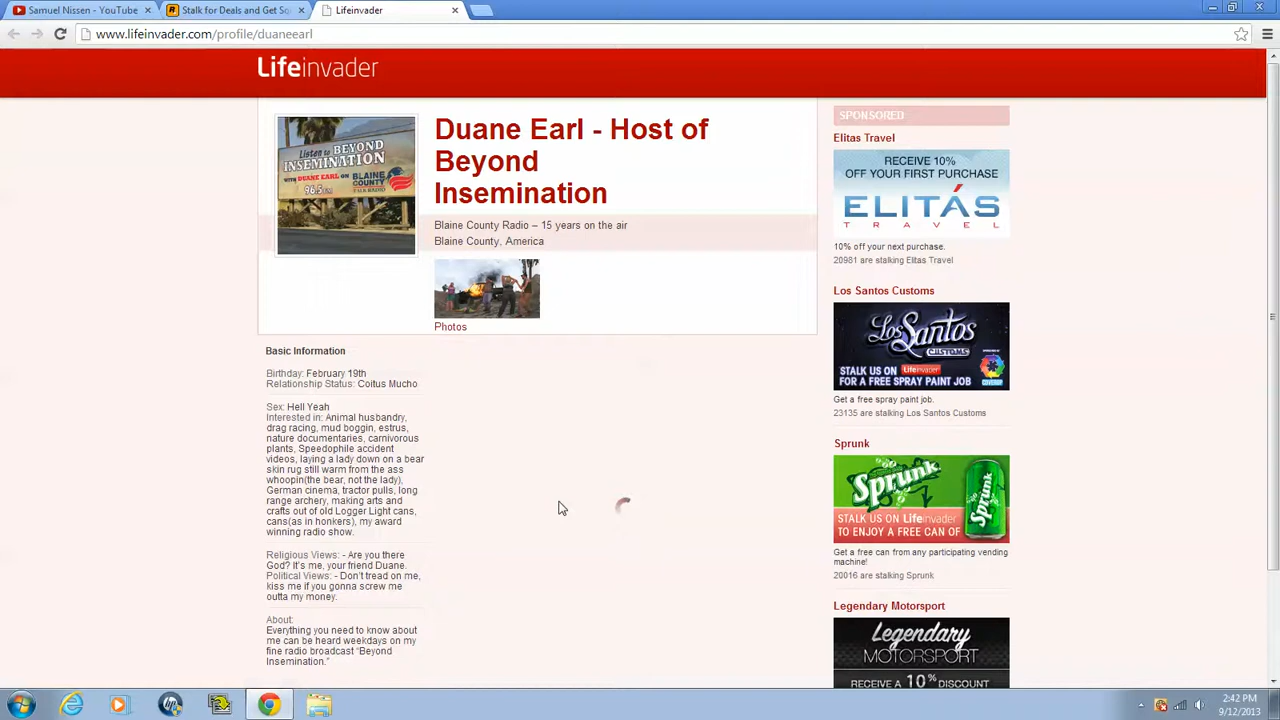 Samuel Nissen - YouTube
Stalk for Deals and Get So
Lifeinvader
www.lifeinvader.com/profile/duaneearl
Lifeinvader
Listen to BEYOND
INSEMINATION
WITH DUANE EARL ON
BLAINE COUNTY
TALK RADIO
96.5 FM
Duane Earl - Host of
Beyond
Insemination
Blaine County Radio – 15 years on the air
Blaine County, America
Photos
Basic Information
Birthday: February 19th
Relationship Status: Coitus Mucho
Sex: Hell Yeah
Interested in: Animal husbandry,
drag racing, mud boggin, estrus,
nature documentaries, carnivorous
plants, Speedophile accident
videos, laying a lady down on a bear
skin rug still warm from the ass
whoopin(the bear, not the lady),
German cinema, tractor pulls, long
range archery, making arts and
crafts out of old Logger Light cans,
cans(as in honkers), my award
winning radio show.
Religious Views: - Are you there
God? It's me, your friend Duane.
Political Views: - Don't tread on me,
kiss me if you gonna screw me
outta my money.
About:
Everything you need to know about
me can be heard weekdays on my
fine radio broadcast “Beyond
Insemination.”
SPONSORED
Elitas Travel
RECEIVE 10%
OFF YOUR FIRST PURCHASE
ELITÁS
TRAVEL
10% off your next purchase.
20981 are stalking Elitas Travel
Los Santos Customs
Los Santos
CUSTOMS
STALK US ON Lifeinvader
FOR A FREE SPRAY PAINT JOB
Get a free spray paint job.
23135 are stalking Los Santos Customs
Sprunk
Sprunk
Sprunk
STALK US ON Lifeinvader
TO ENJOY A FREE CAN OF
Get a free can from any participating vending
machine!
20016 are stalking Sprunk
Legendary Motorsport
Legendary
MOTORSPORT
RECEIVE A 10% DISCOUNT
2:42 PM
9/12/2013